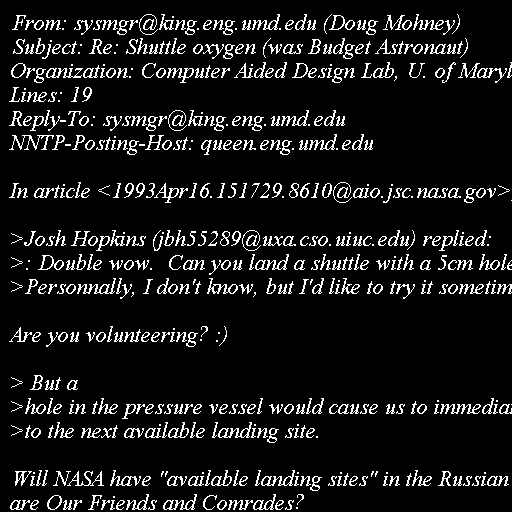 From: sysmgr@king.eng.umd.edu (Doug Mohney)
Subject: Re: Shuttle oxygen (was Budget Astronaut)
Organization: Computer Aided Design Lab, U. of Maryl
Lines: 19
Reply-To: sysmgr@king.eng.umd.edu
NNTP-Posting-Host: queen.eng.umd.edu
In article <1993Apr16.151729.8610@aio.jsc.nasa.gov>,
>Josh Hopkins (jbh55289@uxa.cso.uiuc.edu) replied:
>: Double wow.  Can you land a shuttle with a 5cm hole
>Personnally, I don't know, but I'd like to try it sometim
Are you volunteering? :)
> But a
>hole in the pressure vessel would cause us to immediat
>to the next available landing site.
Will NASA have "available landing sites" in the Russian
are Our Friends and Comrades?